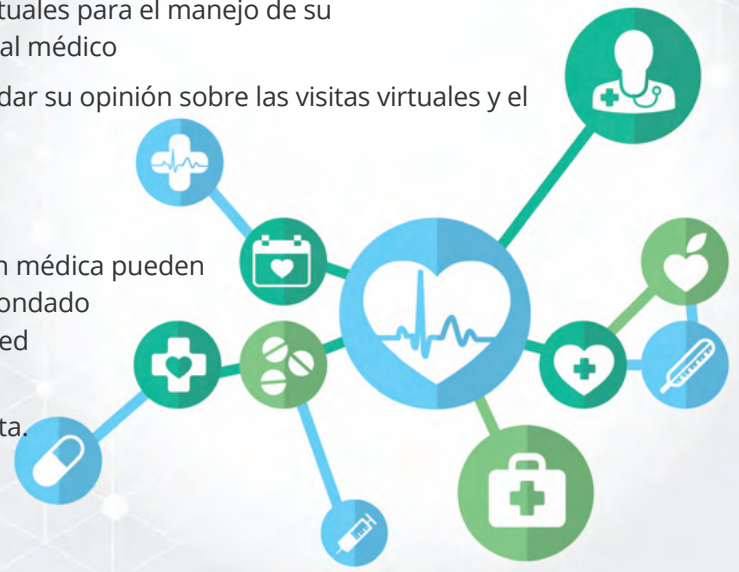 tuales para el manejo de su
al médico
dar su opinión sobre las visitas virtuales y el
n médica pueden
ondado
ed
ta.